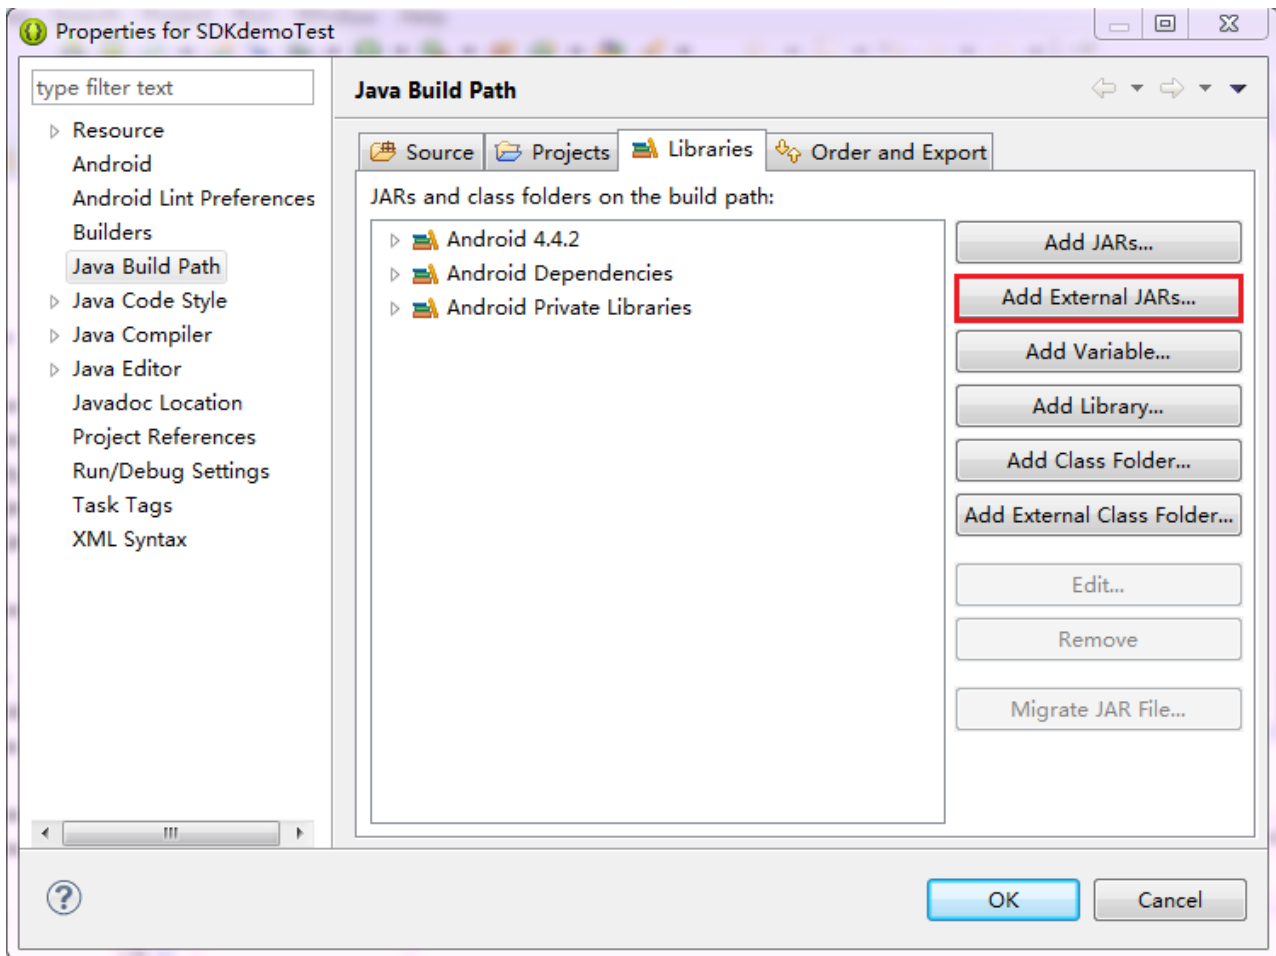 Properties for SDKdemoTest
type filter text
Resource
Android
Android Lint Preferences
Builders
Java Build Path
Java Code Style
Java Compiler
Java Editor
Javadoc Location
Project References
Run/Debug Settings
Task Tags
XML Syntax
Java Build Path
Source Projects Libraries Order and Export
JARs and class folders on the build path:
Android 4.4.2
Android Dependencies
Android Private Libraries
Add JARs...
Add External JARs...
Add Variable...
Add Library...
Add Class Folder...
Add External Class Folder...
Edit...
Remove
Migrate JAR File...
OK Cancel